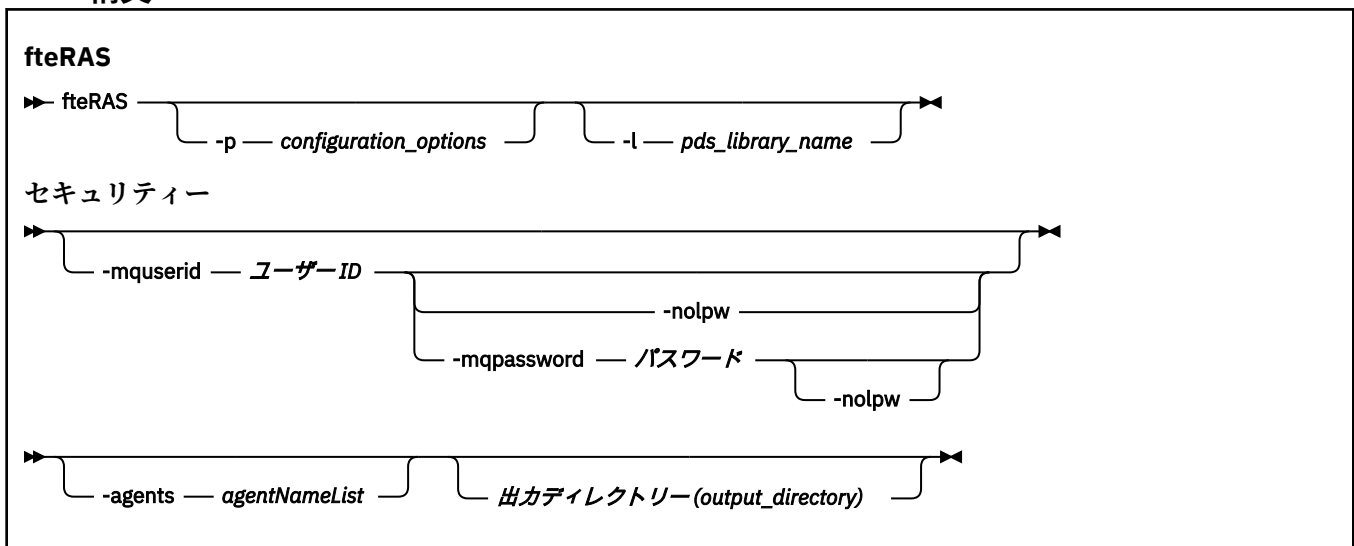 fteRAS
fteRAS
-p configuration_options -l pds_library_name
セキュリティー
-mquserid ユーザーID
-nolpw
-mqpassword パスワード
-nolpw
-agents agentNameList 出力ディレクトリー(output_directory)